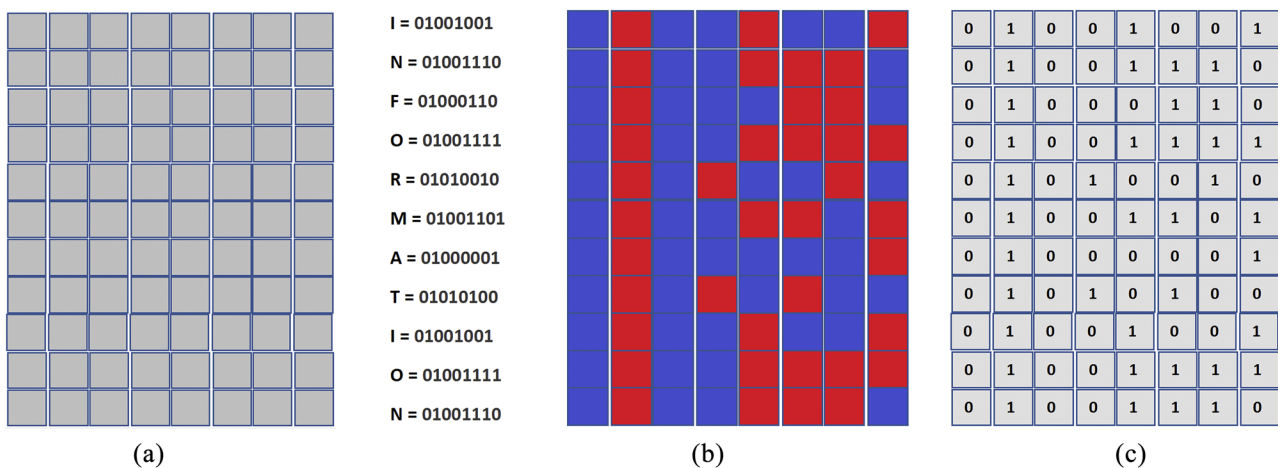 I = 01001001
N = 01001110
F = 01000110
O = 01001111
R = 01010010
M = 01001101
A = 01000001
T = 01010100
I = 01001001
O = 01001111
N = 01001110
0 1 0 0 1 0 0 1
0 1 0 0 1 1 1 0
0 1 0 0 0 1 1 0
0 1 0 0 1 1 1 1
0 1 0 1 0 0 1 0
0 1 0 0 1 1 0 1
0 1 0 0 0 0 0 1
0 1 0 1 0 1 0 0
0 1 0 0 1 0 0 1
0 1 0 0 1 1 1 1
0 1 0 0 1 1 1 0
(a) (b) (c)